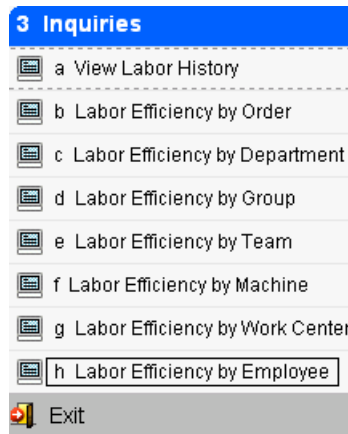 3 Inquiries
a View Labor History
b Labor Efficiency by Order
c Labor Efficiency by Department
d Labor Efficiency by Group
e Labor Efficiency by Team
f Labor Efficiency by Machine
g Labor Efficiency by Work Center
h Labor Efficiency by Employee
Exit